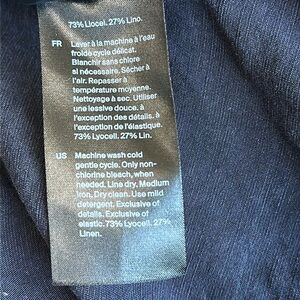 73% Liocel. 27% Lino.
FR Laver à la machine à l'eau
froide cycle délicat.
Blanchir sans chlore
si nécessaire. Sécher à
l'air. Repasser à
température moyenne.
Nettoyage à sec. Utiliser
une lessive douce. à
l'exception des détails. à
l'exception de l'élastique.
73% Lyocell. 27% Lin.
US Machine wash cold
gentle cycle. Only non-
chlorine bleach, when
needed. Line dry. Medium
iron. Dry clean. Use mild
detergent. Exclusive of
details. Exclusive of
elastic. 73% Lyocell. 27%
Linen.